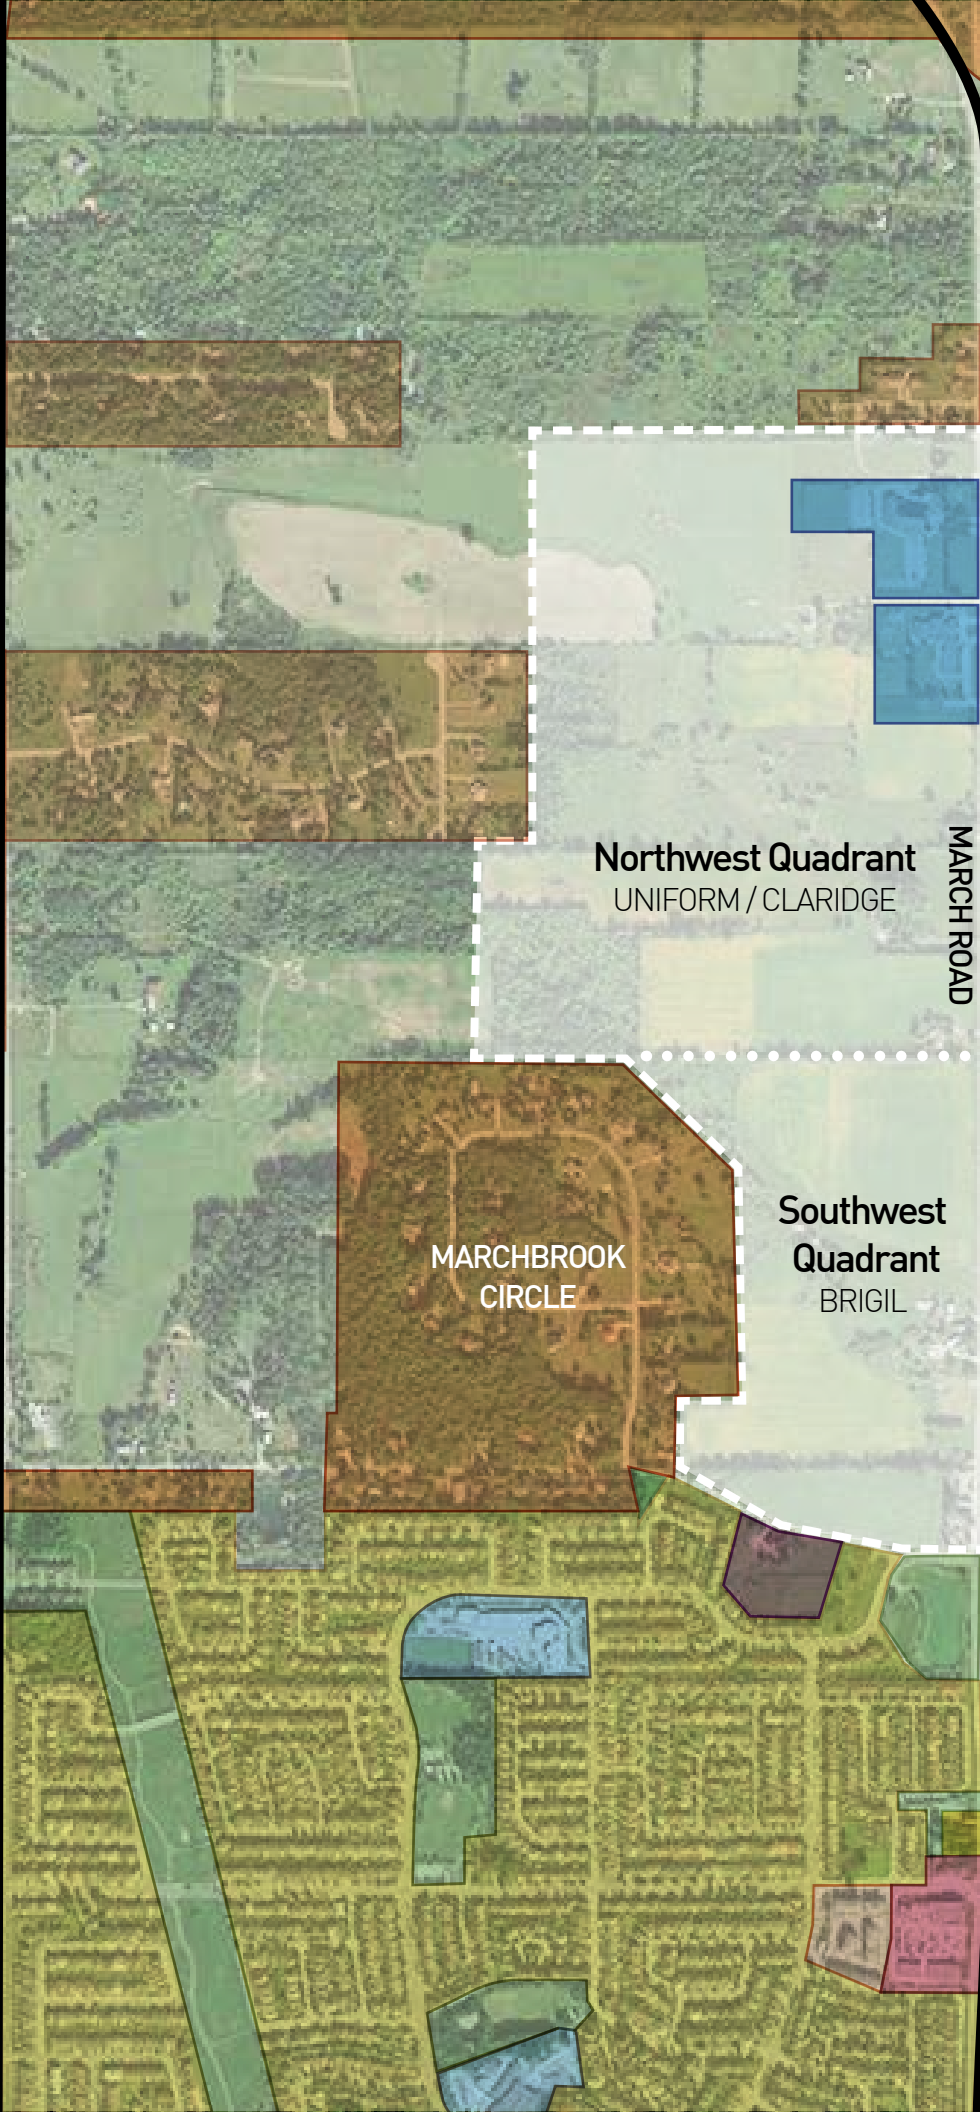 Northwest Quadrant
UNIFORM / CLARIDGE
MARCH ROAD
Southwest
Quadrant
BRIGIL
MARCHBROOK
CIRCLE